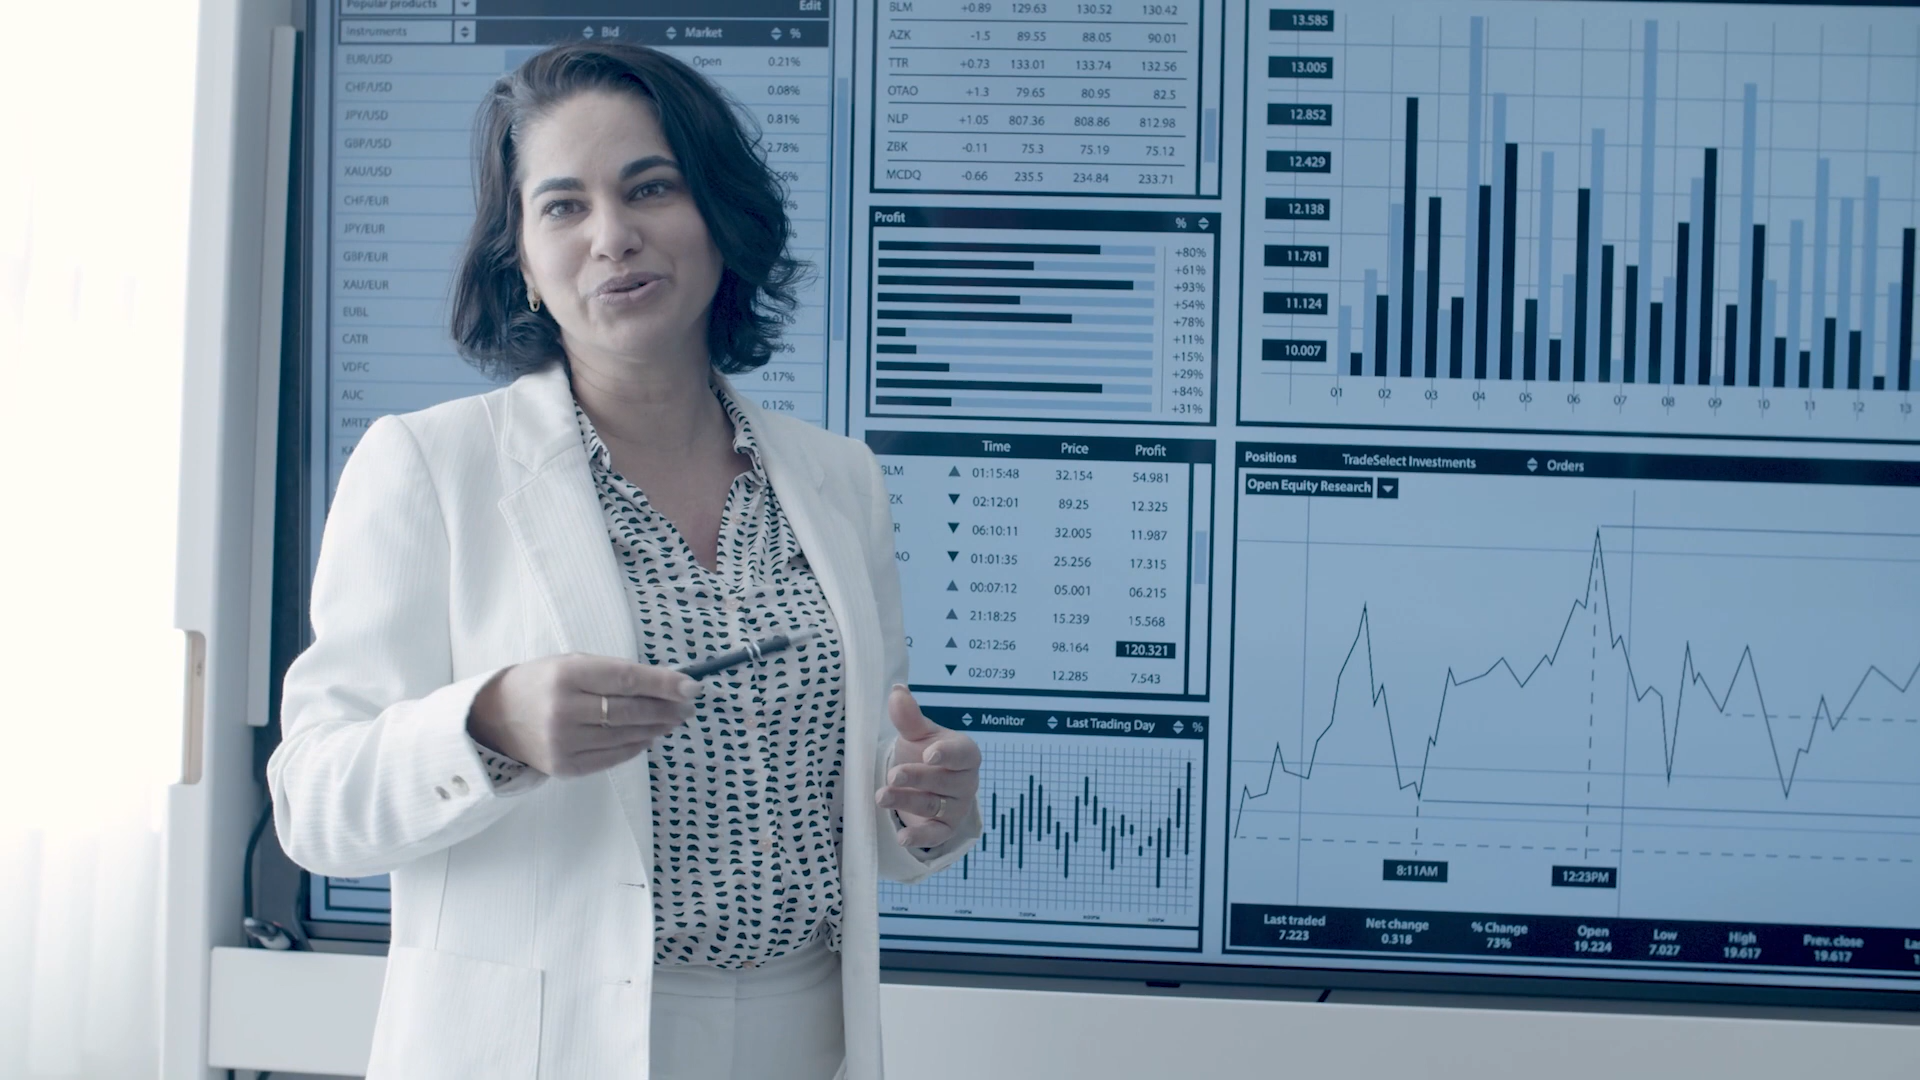 Popular products Edit
Instruments Bid Market %
EUR/USD Open 0.21%
CHF/USD 0.08%
JPY/USD 0.81%
GBP/USD 2.78%
XAU/USD
CHF/EUR
JPY/EUR
GBP/EUR
XAU/EUR
EUBL
CATR
VDFC 0.17%
AUC 0.12%
BLM +0.89 129.63 130.52 130.42
AZK -1.5 89.55 88.05 90.01
TTR +0.73 133.01 133.74 132.56
OTAO +1.3 79.65 80.95 82.5
NLP +1.05 807.36 808.86 812.98
ZBK -0.11 75.3 75.19 75.12
MCDQ -0.66 235.5 234.84 233.71
Profit %
+80%
+61%
+93%
+54%
+78%
+11%
+15%
+29%
+84%
+31%
Time Price Profit
BLM 01:15:48 32.154 54.981
ZK 02:12:01 89.25 12.325
R 06:10:11 32.005 11.987
AO 01:01:35 25.256 17.315
00:07:12 05.001 06.215
21:18:25 15.239 15.568
Q 02:12:56 98.164 120.321
02:07:39 12.285 7.543
Monitor Last Trading Day %
13.585
13.005
12.852
12.429
12.138
11.781
11.124
10.007
01 02 03 04 05 06 07 08 09 10 11 12 13
Positions TradeSelect Investments Orders
Open Equity Research
8:11AM 12:23PM
Last traded Net change % Change Open Low High Prev. close
7.223 0.318 73% 19.224 7.027 19.617 19.617